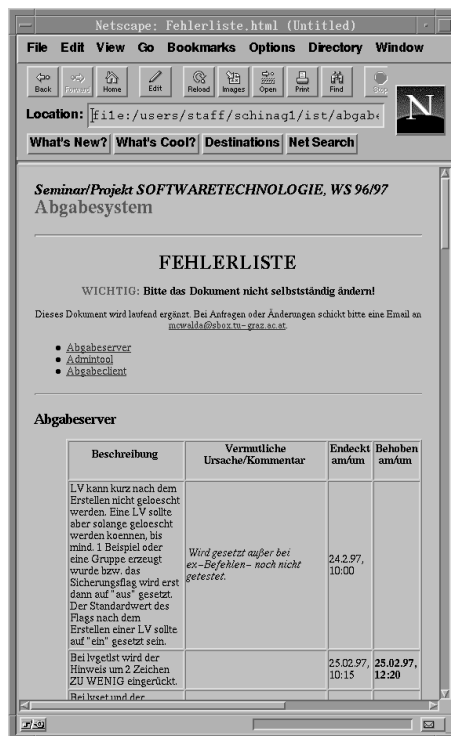 Netscape: Fehlerliste.html (Untitled)
File Edit View Go Bookmarks Options Directory Window
Back Forward Home Edit Reload Images Open Print Find Stop
Location: file:/users/staff/schinag1/ist/abgabe
N
What's New? What's Cool? Destinations Net Search
Seminar/Projekt SOFTWARETECHNOLOGIE, WS 96/97
Abgabesystem
FEHLERLISTE
WICHTIG: Bitte das Dokument nicht selbstständig ändern!
Dieses Dokument wird laufend ergänzt. Bei Anfragen oder Änderungen schickt bitte eine Email an
mcwalda@sbox.tu-graz.ac.at.
Abgabeserver
Admintool
Abgabeclient
Abgabeserver
Beschreibung
Vermutliche
Ursache/Kommentar
Endeckt
am/um
Behoben
am/um
LV kann kurz nach dem
Erstellen nicht geloescht
werden. Eine LV sollte
aber solange geloescht
werden koennen, bis
mind. 1 Beispiel oder
eine Gruppe erzeugt
wurde bzw. das
Sicherungsflag wird erst
dann auf "aus" gesetzt.
Der Standardwert des
Flags nach dem
Erstellen einer LV sollte
auf "ein" gesetzt sein.
Wird gesetzt außer bei
ex-Befehlen- noch nicht
getestet.
24.2.97,
10:00
Bei lvgetlst wird der
Hinweis um 2 Zeichen
ZU WENIG eingerückt.
25.02.97,
10:15
25.02.97,
12:20
Bei lvset und der